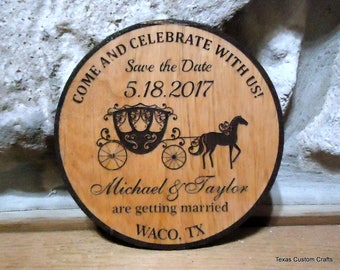 COME AND CELEBRATE WITH US!
Save the Date
5.18.2017
Michael & Taylor
are getting married
WACO, TX
Texas Custom Crafts